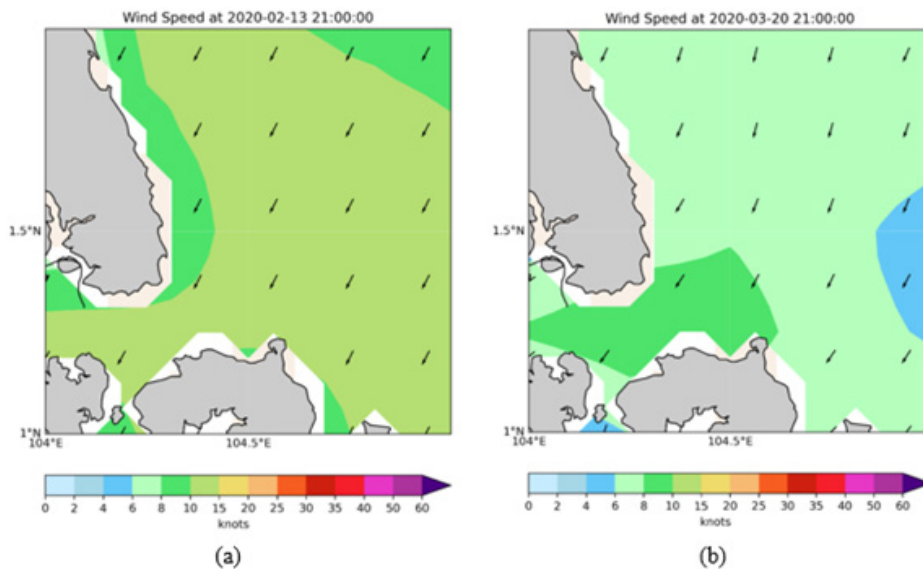 Wind Speed at 2020-02-13 21:00:00
1.5°N
1°N
104°E 104.5°E
0 2 4 6 8 10 15 20 25 30 35 40 50 60
knots
(a)
Wind Speed at 2020-03-20 21:00:00
1.5°N
1°N
104°E 104.5°E
0 2 4 6 8 10 15 20 25 30 35 40 50 60
knots
(b)